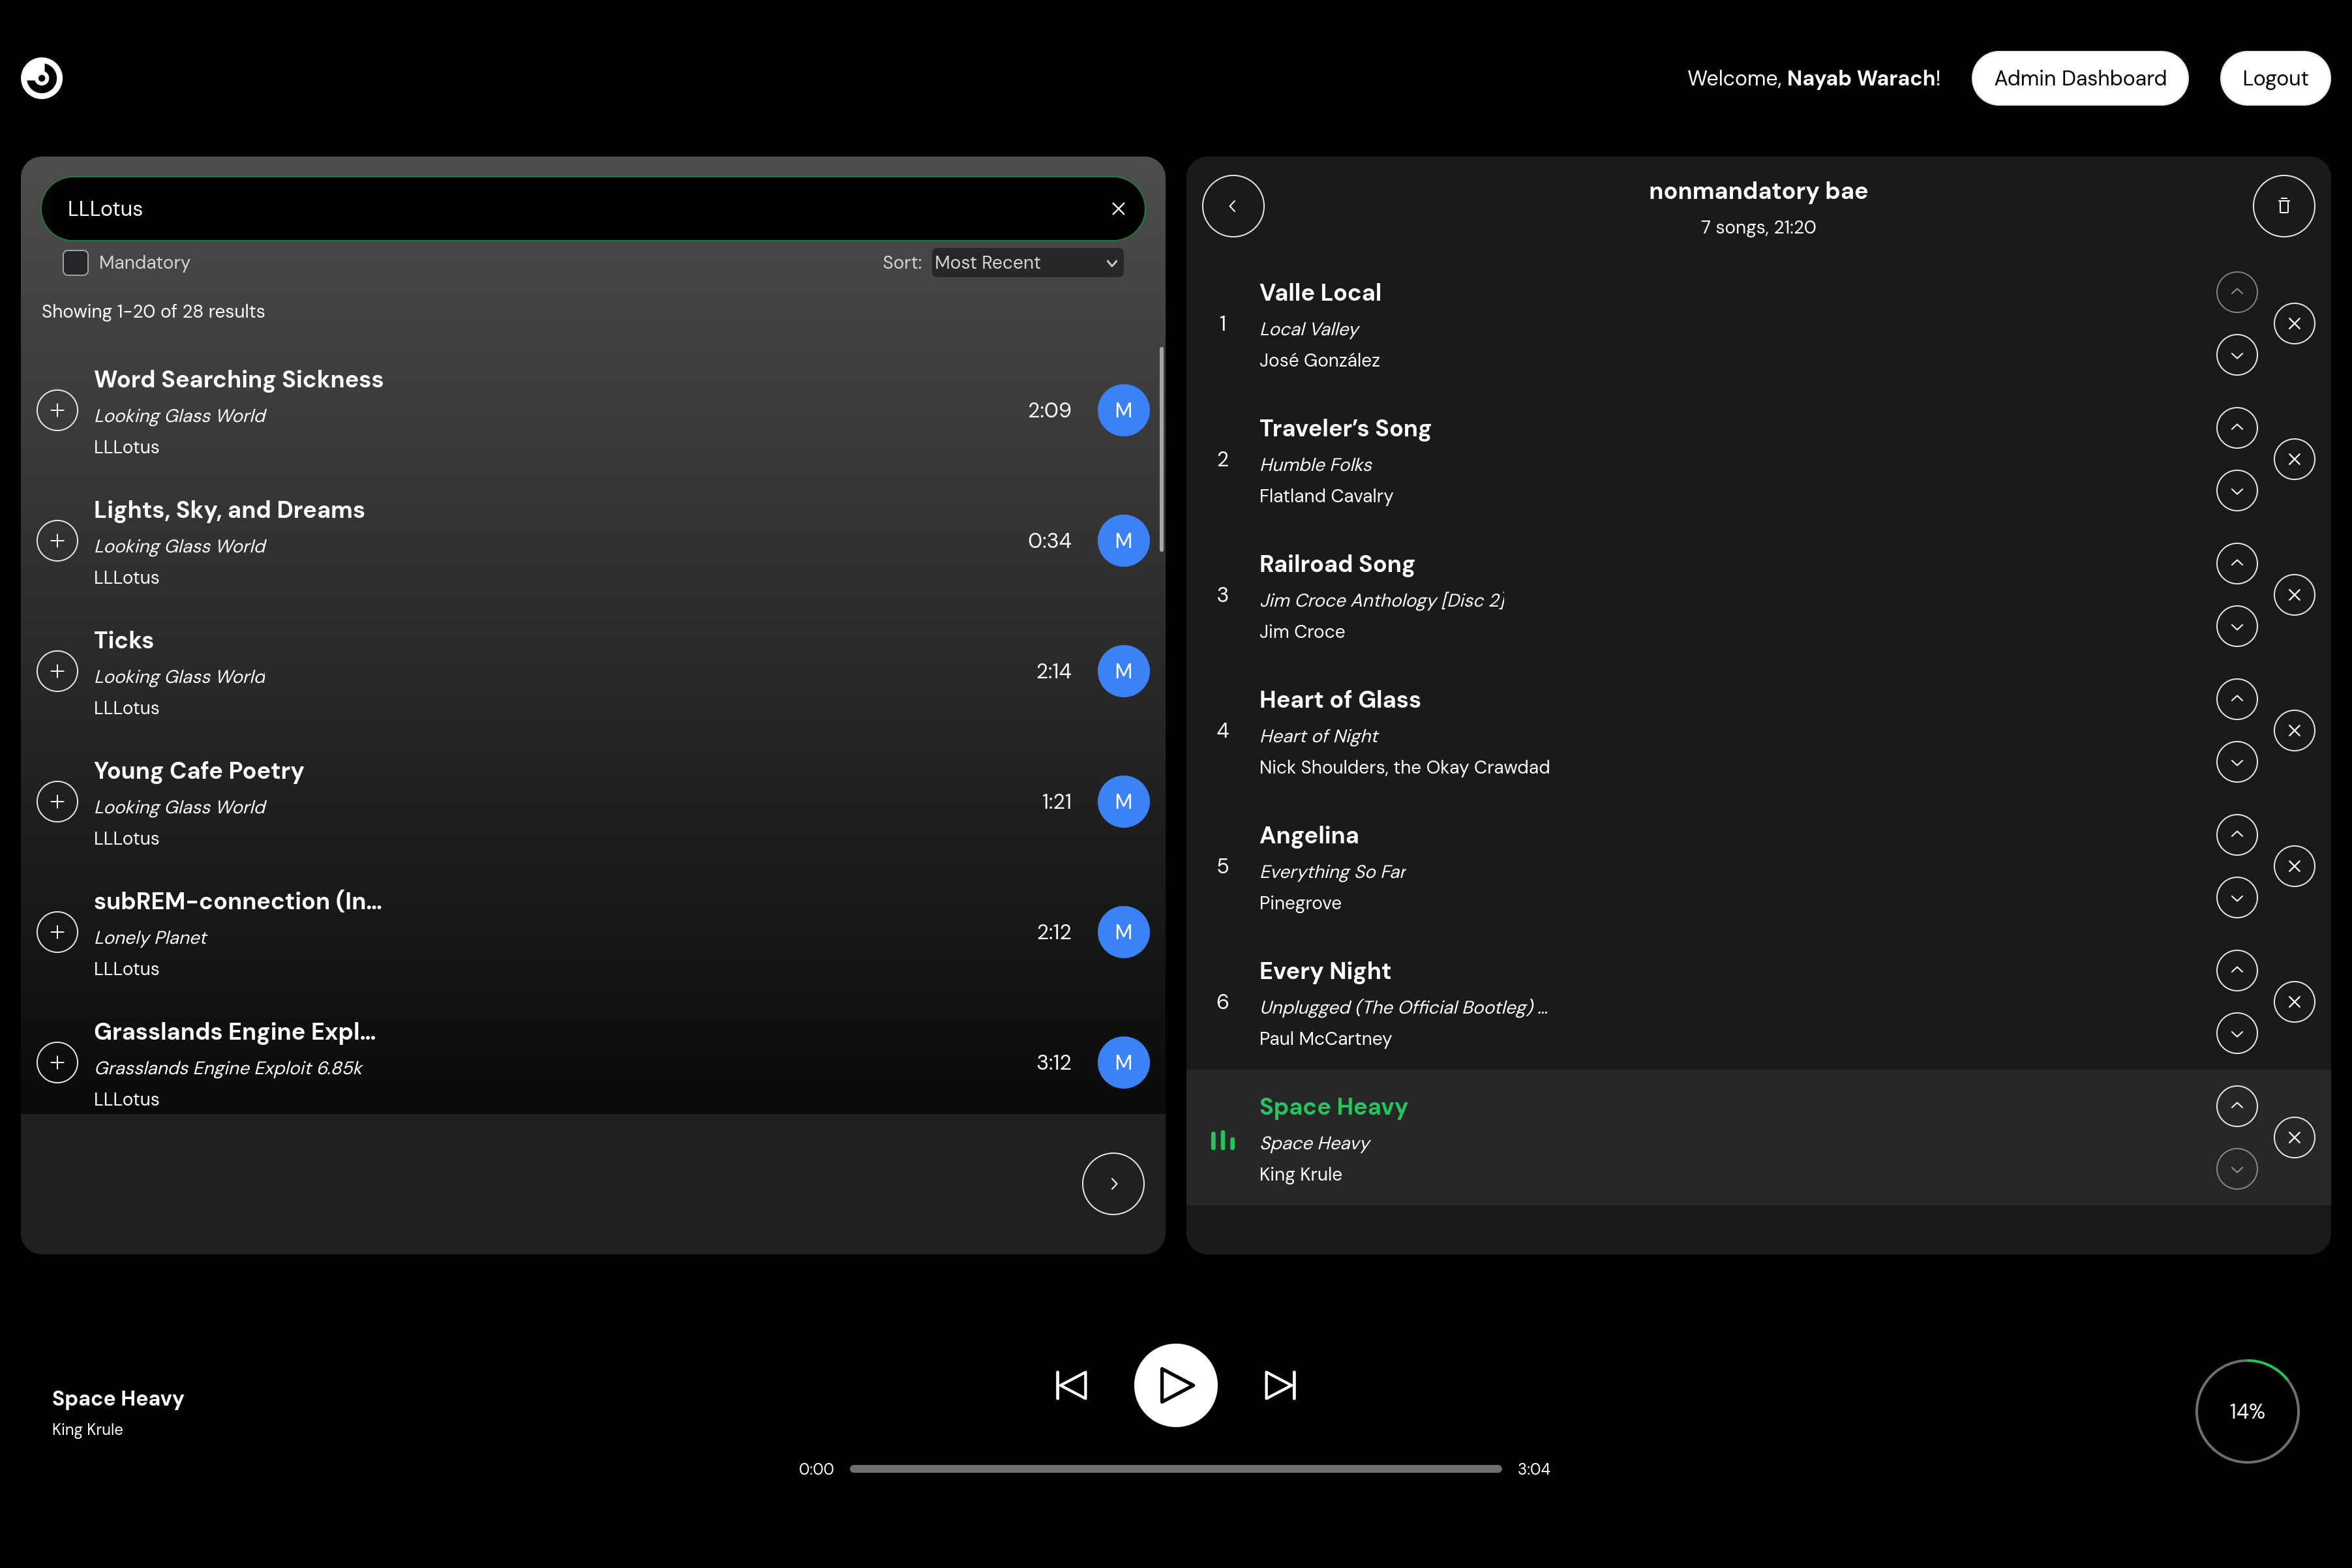 Welcome, Nayab Warach!
Admin Dashboard
Logout
LLLotus
Mandatory
Sort: Most Recent
Showing 1-20 of 28 results
Word Searching Sickness
Looking Glass World
LLLotus
2:09
M
Lights, Sky, and Dreams
Looking Glass World
LLLotus
0:34
M
Ticks
Looking Glass World
LLLotus
2:14
M
Young Cafe Poetry
Looking Glass World
LLLotus
1:21
M
subREM-connection (In...
Lonely Planet
LLLotus
2:12
M
Grasslands Engine Expl...
Grasslands Engine Exploit 6.85k
LLLotus
3:12
M
nonmandatory bae
7 songs, 21:20
1
Valle Local
Local Valley
José González
2
Traveler’s Song
Humble Folks
Flatland Cavalry
3
Railroad Song
Jim Croce Anthology [Disc 2]
Jim Croce
4
Heart of Glass
Heart of Night
Nick Shoulders, the Okay Crawdad
5
Angelina
Everything So Far
Pinegrove
6
Every Night
Unplugged (The Official Bootleg) ...
Paul McCartney
Space Heavy
Space Heavy
King Krule
Space Heavy
King Krule
0:00
3:04
14%